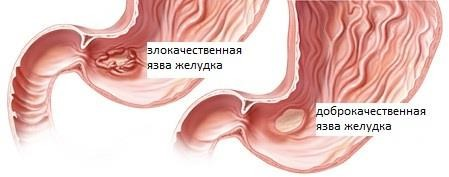 злокачественная
язва желудка
доброкачественная
язва желудка